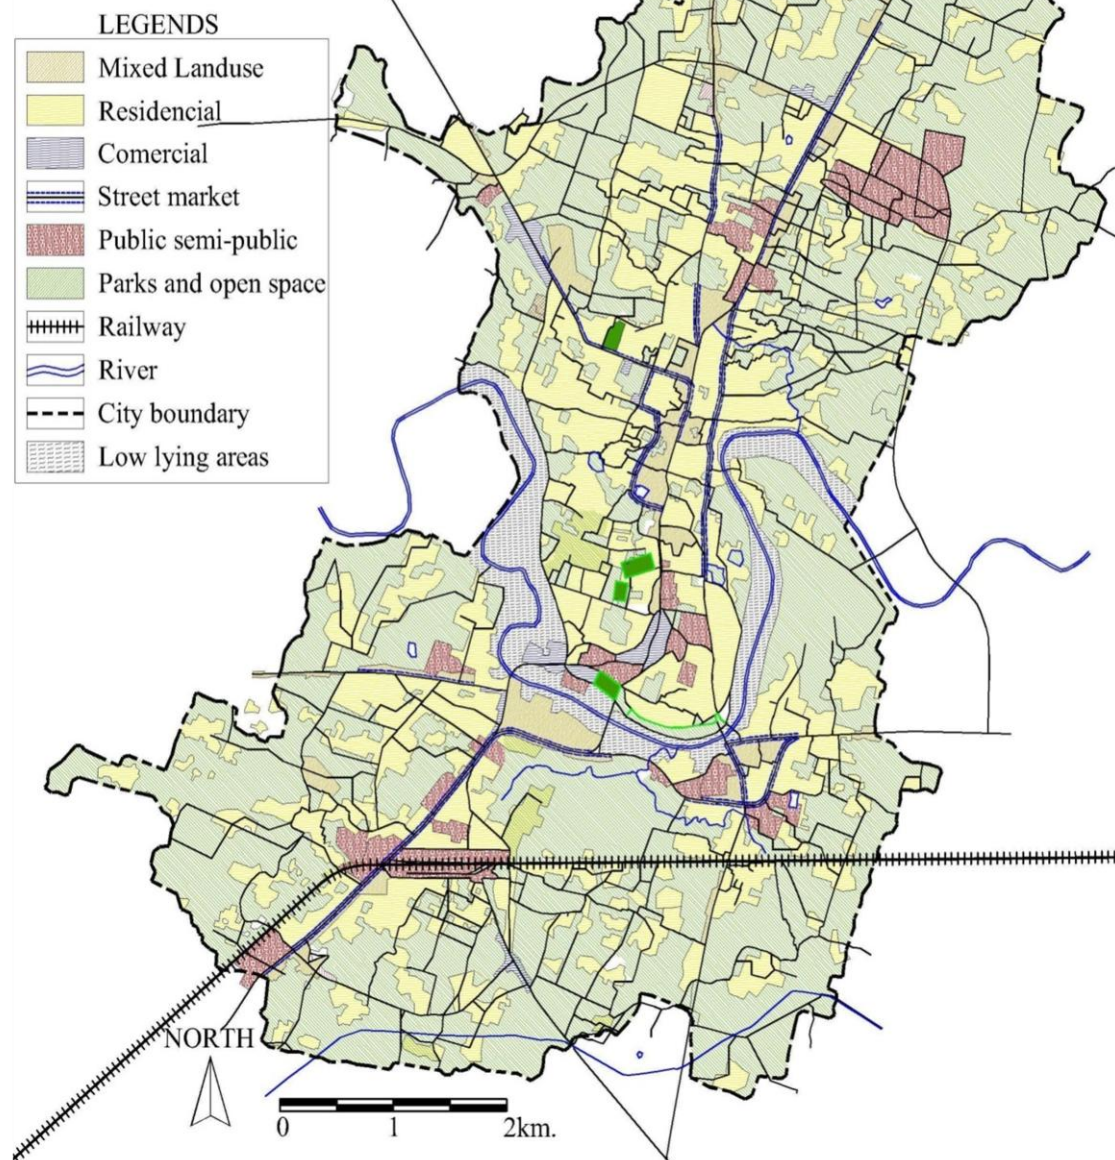 LEGENDS
Mixed Landuse
Residencial
Comercial
Street market
Public semi-public
Parks and open space
Railway
River
City boundary
Low lying areas
NORTH
0 1 2km.